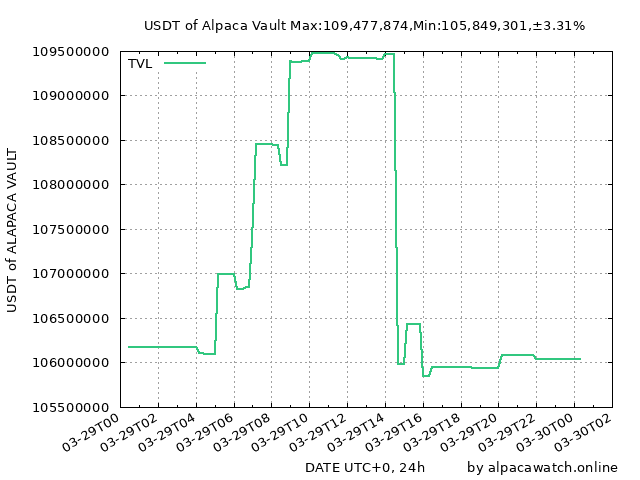 USDT of Alpaca Vault Max:109,477,874,Min:105,849,301,±3.31%
TVL
USDT of ALAPACA VAULT
109500000
109000000
108500000
108000000
107500000
107000000
106500000
106000000
105500000
03-29T00
03-29T02
03-29T04
03-29T06
03-29T08
03-29T10
03-29T12
03-29T14
03-29T16
03-29T18
03-29T20
03-29T22
03-30T00
03-30T02
DATE UTC+0, 24h
by alpacawatch.online